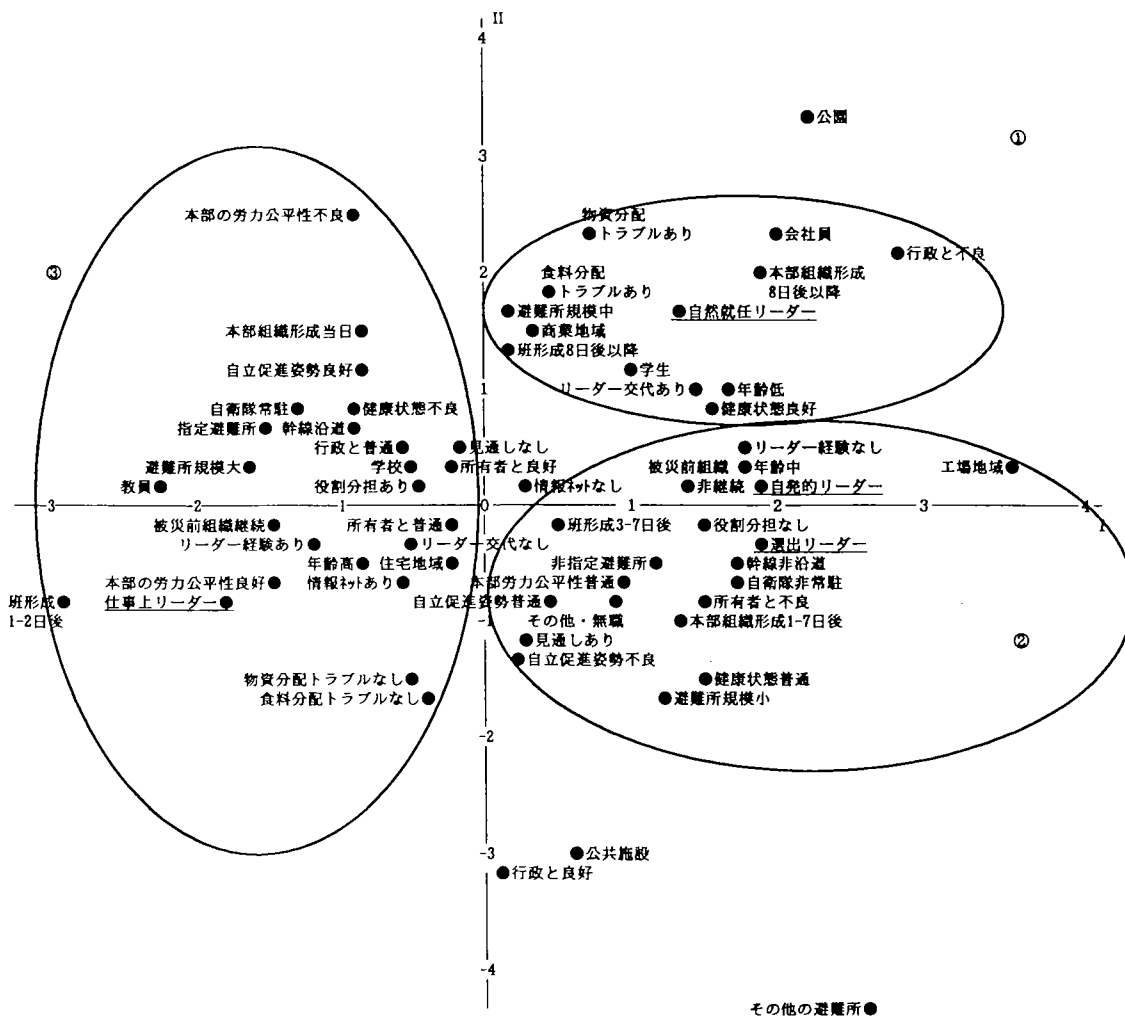 II
4
公園
①
3
本部の労力公平性不良
物資分配
トラブルあり
会社員
行政と不良
③
2
食料分配
トラブルあり
本部組織形成
8日後以降
避難所規模中
自然就任リーダー
本部組織形成当日
商業地域
班形成8日後以降
自立促進姿勢良好
学生
1
リーダー交代あり
年齢低
自衛隊常駐
健康状態不良
健康状態良好
指定避難所
幹線沿道
行政と普通
見通しなし
リーダー経験なし
避難所規模大
学校
所有者と良好
被災前組織
年齢中
工場地域
教員
役割分担あり
情報ネットなし
非継続
自発的リーダー
-3
-2
-1
0
1
2
3
4
I
被災前組織継続
所有者と普通
班形成3-7日後
役割分担なし
リーダー経験あり
リーダー交代なし
選出リーダー
年齢高
住宅地域
非指定避難所
幹線非沿道
本部の労力公平性良好
情報ネットあり
本部労力公平性普通
自衛隊非常駐
班形成
1-2日後
仕事上リーダー
自立促進姿勢普通
所有者と不良
-1
その他・無職
本部組織形成1-7日後
見通しあり
②
自立促進姿勢不良
物資分配トラブルなし
健康状態普通
食料分配トラブルなし
避難所規模小
-2
-3
公共施設
行政と良好
-4
その他の避難所